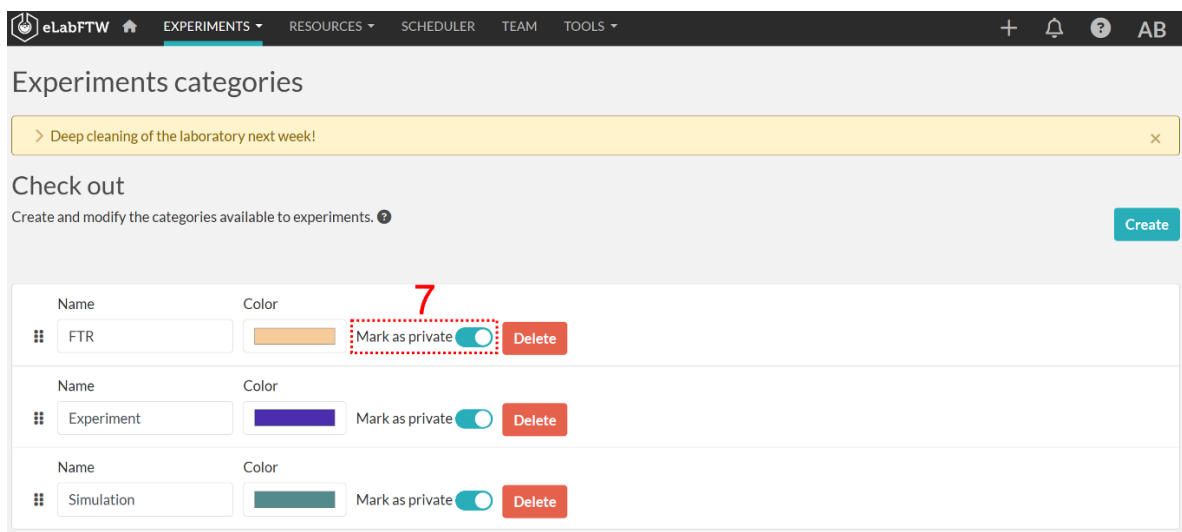 eLabFTW EXPERIMENTS RESOURCES SCHEDULER TEAM TOOLS AB
Experiments categories
Deep cleaning of the laboratory next week!
Check out
Create and modify the categories available to experiments.
Create
7
Name Color
FTR Mark as private Delete
Name Color
Experiment Mark as private Delete
Name Color
Simulation Mark as private Delete